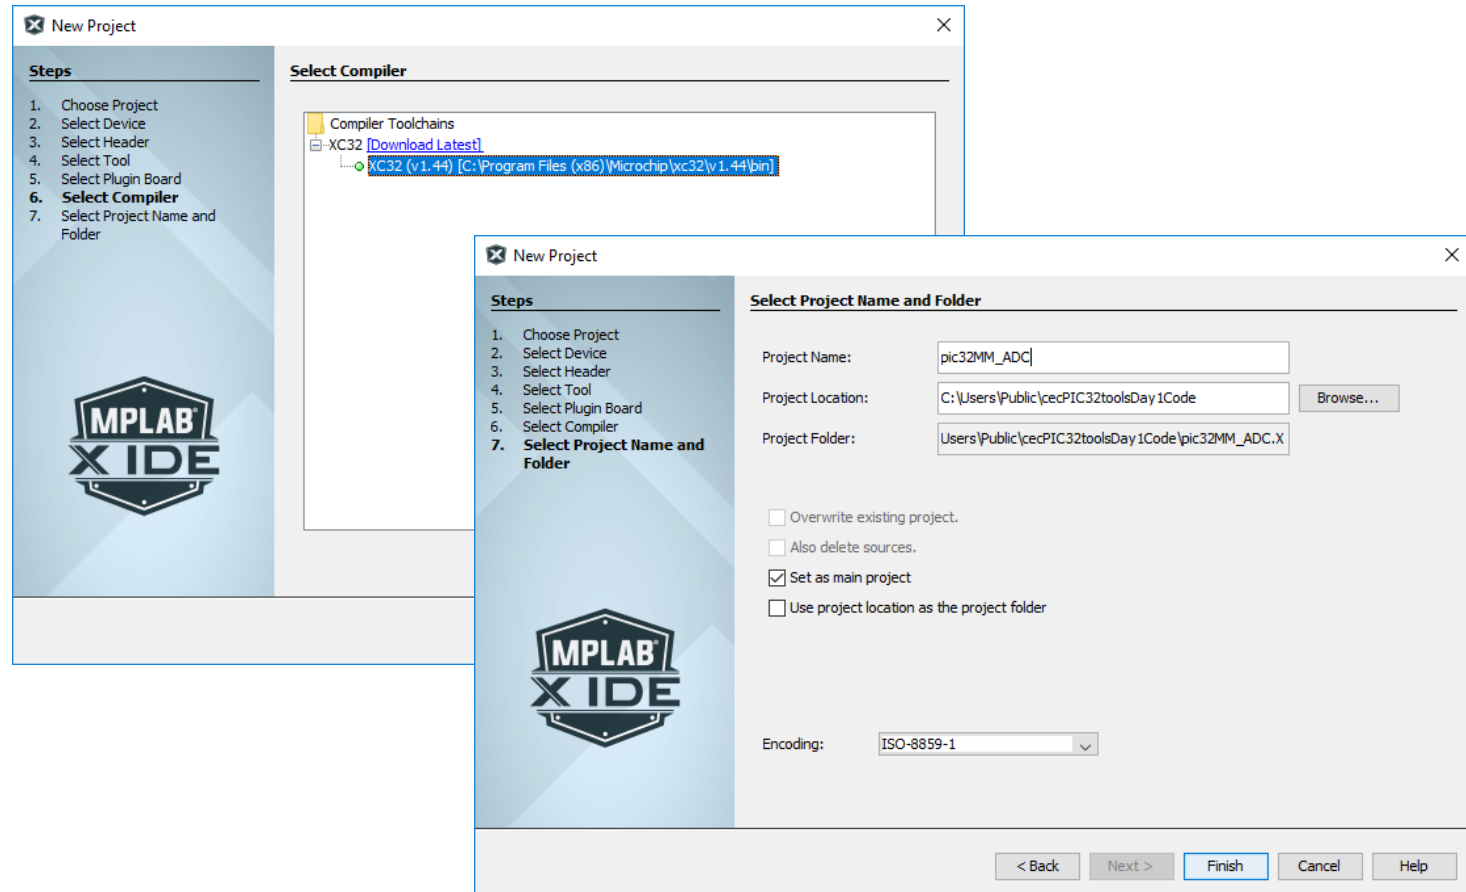 New Project
Steps
1. Choose Project
2. Select Device
3. Select Header
4. Select Tool
5. Select Plugin Board
6. Select Compiler
7. Select Project Name and
Folder
MPLAB®
X IDE
Select Compiler
Compiler Toolchains
XC32 [Download Latest]
XC32 (v1.44) [C:\Program Files (x86)\Microchip\xc32\v1.44\bin]
New Project
Steps
1. Choose Project
2. Select Device
3. Select Header
4. Select Tool
5. Select Plugin Board
6. Select Compiler
7. Select Project Name and
Folder
MPLAB®
X IDE
Select Project Name and Folder
Project Name: pic32MM_ADC
Project Location: C:\Users\Public\cecPIC32toolsDay1Code Browse...
Project Folder: Users\Public\cecPIC32toolsDay1Code\pic32MM_ADC.X
Overwrite existing project.
Also delete sources.
Set as main project
Use project location as the project folder
Encoding: ISO-8859-1
< Back Next > Finish Cancel Help